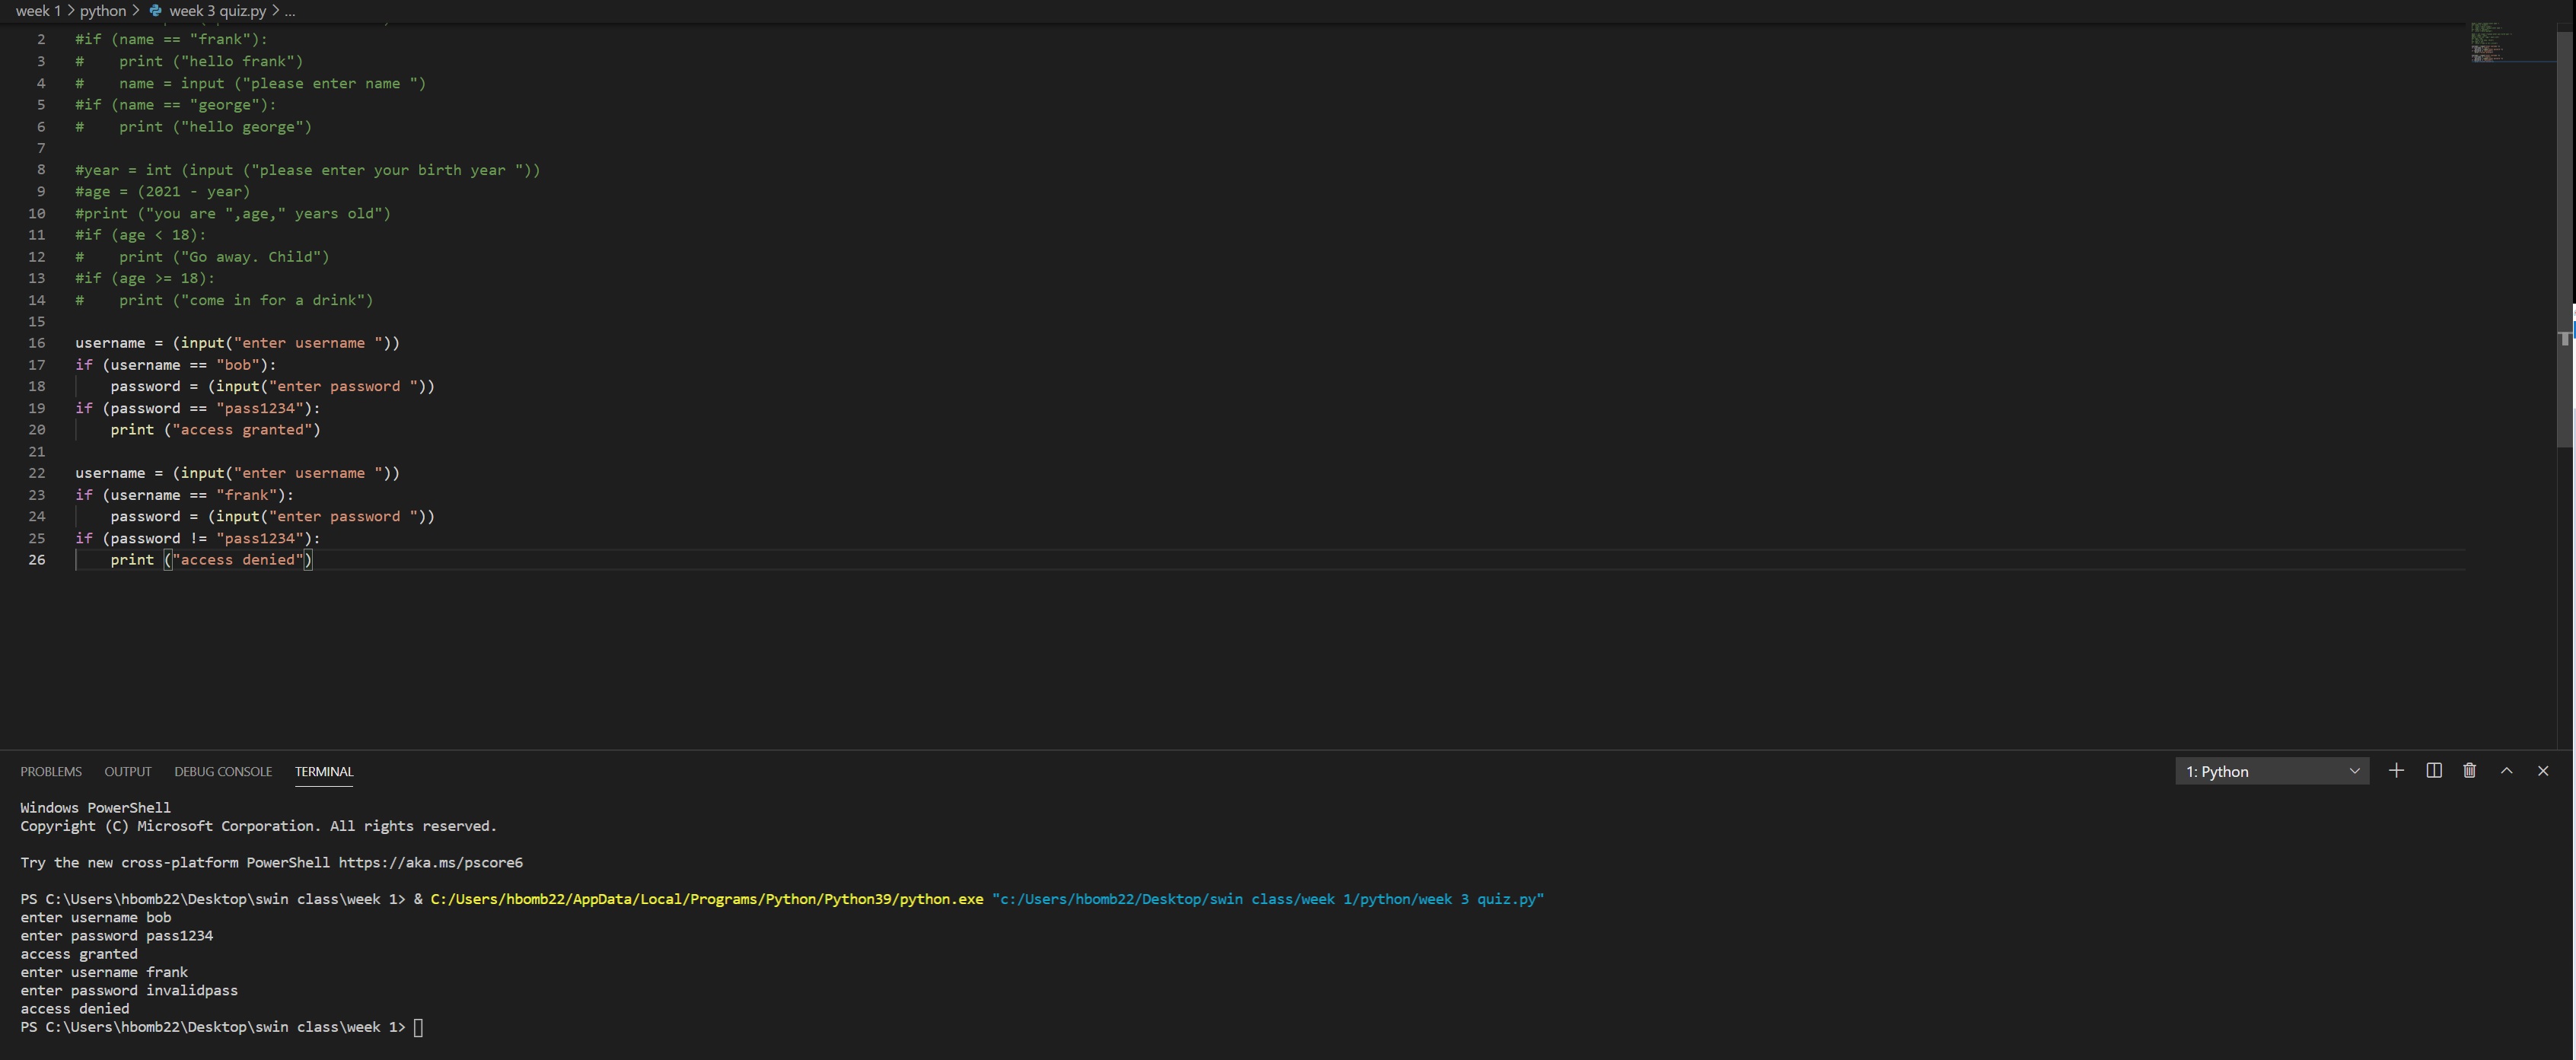 week 1 > python > week 3 quiz.py > ...
2 #if (name == "frank"):
3 #    print ("hello frank")
4 #    name = input ("please enter name ")
5 #if (name == "george"):
6 #    print ("hello george")
7
8 #year = int (input ("please enter your birth year "))
9 #age = (2021 - year)
10 #print ("you are ",age," years old")
11 #if (age < 18):
12 #    print ("Go away. Child")
13 #if (age >= 18):
14 #    print ("come in for a drink")
15
16 username = (input("enter username "))
17 if (username == "bob"):
18     password = (input("enter password "))
19 if (password == "pass1234"):
20     print ("access granted")
21
22 username = (input("enter username "))
23 if (username == "frank"):
24     password = (input("enter password "))
25 if (password != "pass1234"):
26     print ("access denied")
PROBLEMS OUTPUT DEBUG CONSOLE TERMINAL 1: Python
Windows PowerShell
Copyright (C) Microsoft Corporation. All rights reserved.
Try the new cross-platform PowerShell https://aka.ms/pscore6
PS C:\Users\hbomb22\Desktop\swin class\week 1> & C:/Users/hbomb22/AppData/Local/Programs/Python/Python39/python.exe "c:/Users/hbomb22/Desktop/swin class/week 1/python/week 3 quiz.py"
enter username bob
enter password pass1234
access granted
enter username frank
enter password invalidpass
access denied
PS C:\Users\hbomb22\Desktop\swin class\week 1>